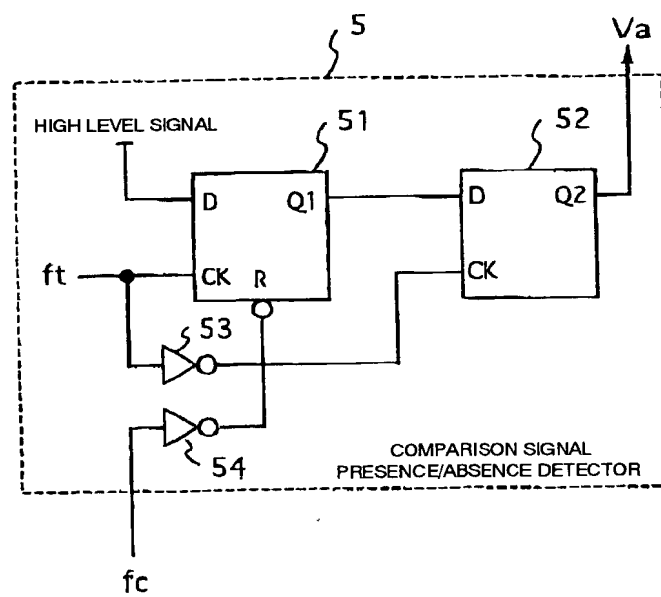 5
Va
HIGH LEVEL SIGNAL
51
52
D
Q1
D
Q2
ft
CK
R
CK
53
54
COMPARISON SIGNAL
PRESENCE/ABSENCE DETECTOR
fc